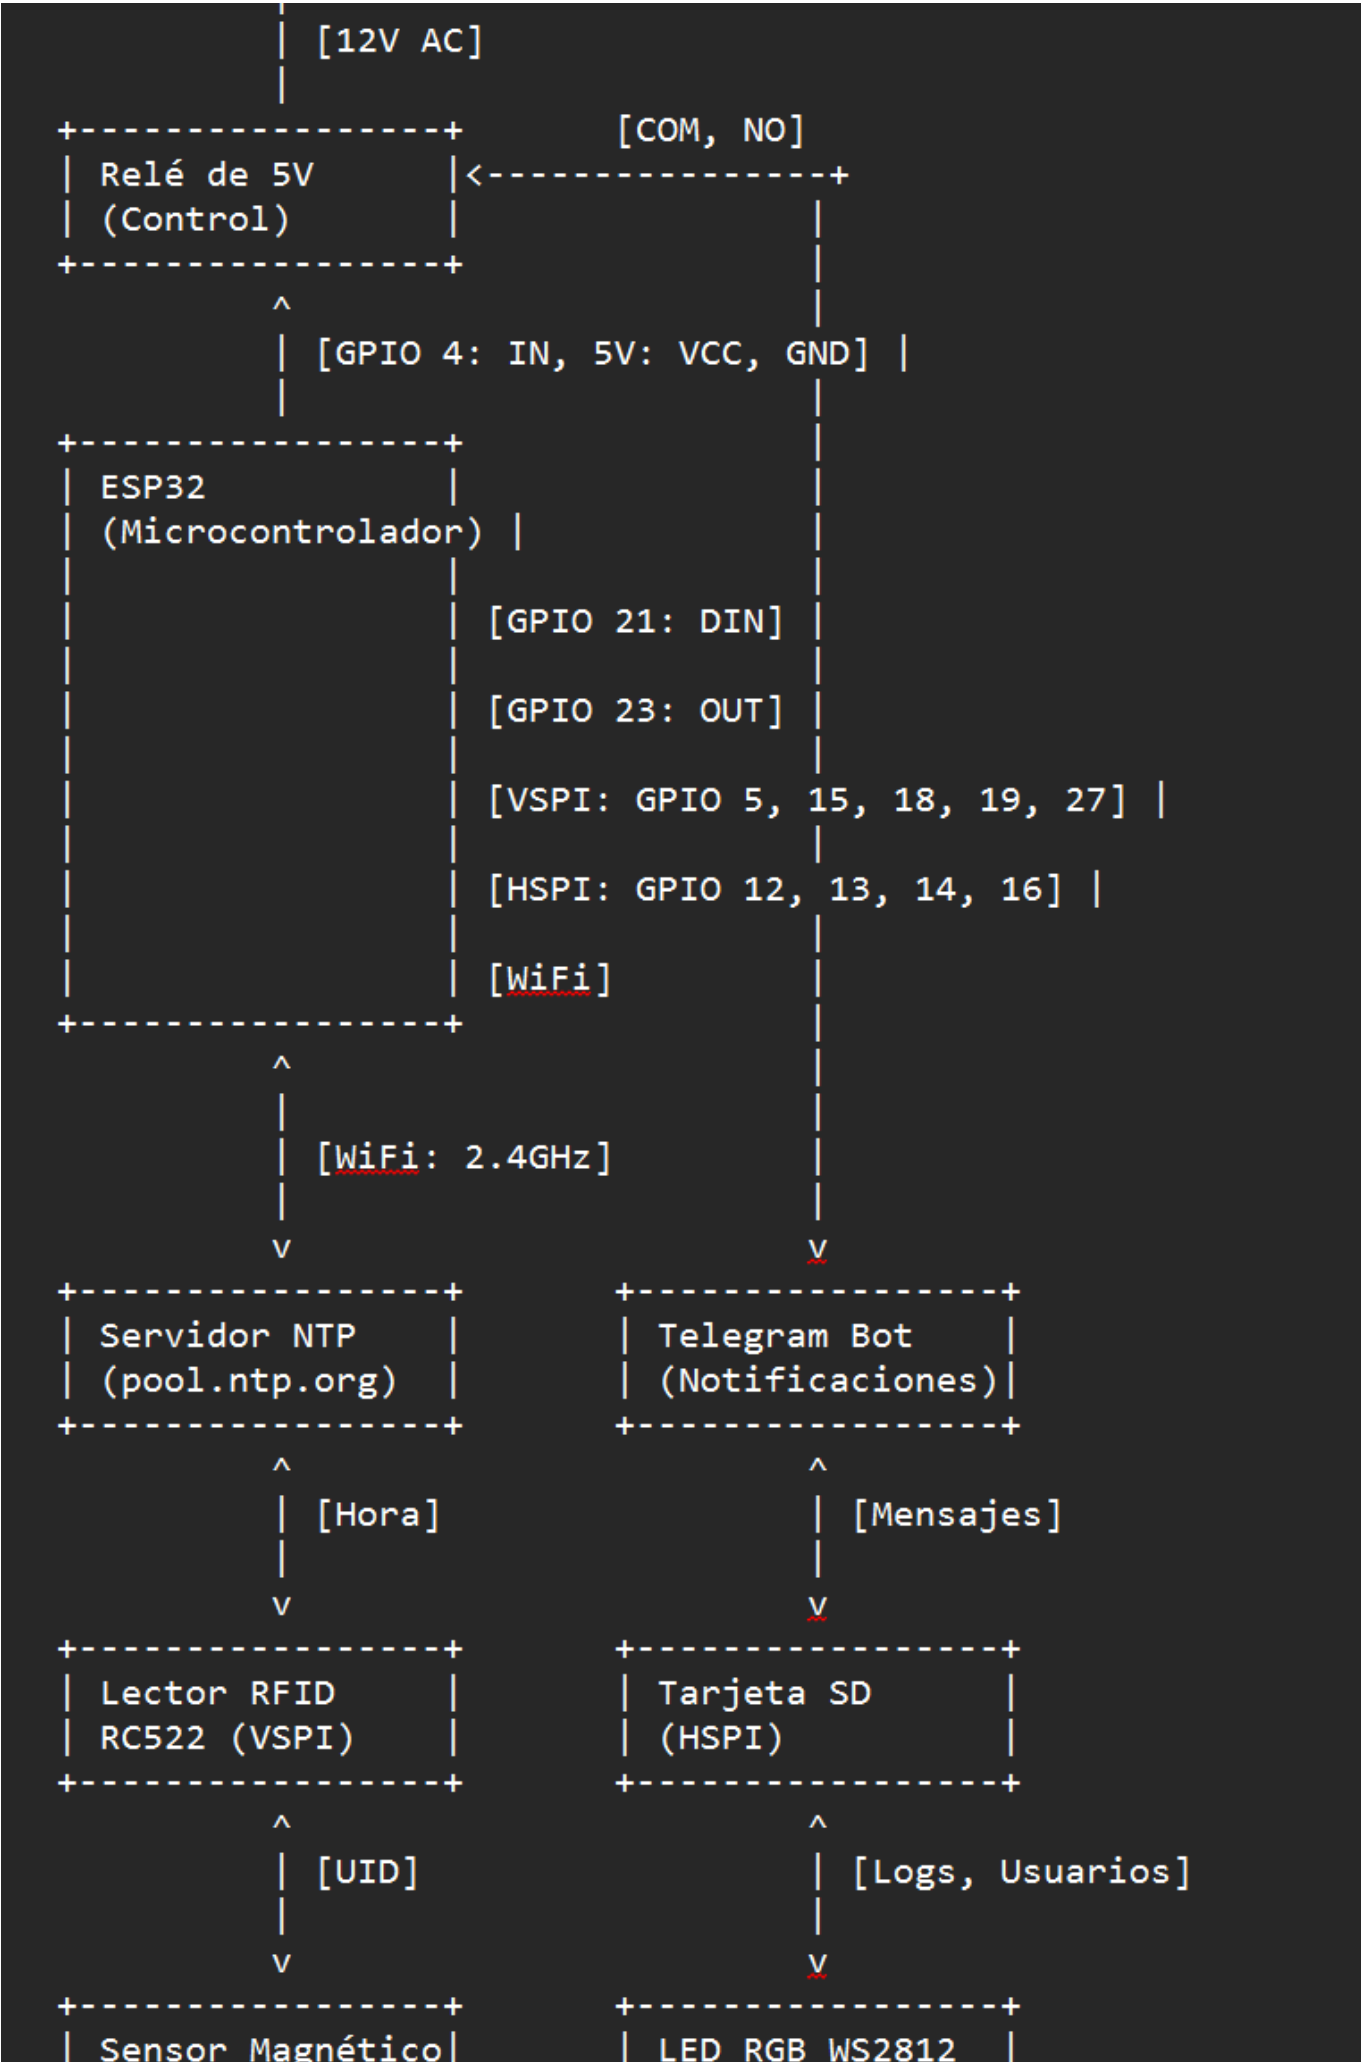 | [12V AC]
|
+------------------+ [COM, NO]
| Relé de 5V |<----------------+
| (Control) | |
+------------------+ |
^ |
| [GPIO 4: IN, 5V: VCC, GND] |
| |
+------------------+ |
| ESP32 | |
| (Microcontrolador) | |
| | |
| | [GPIO 21: DIN] |
| | |
| | [GPIO 23: OUT] |
| | |
| | [VSPI: GPIO 5, 15, 18, 19, 27] |
| | |
| | [HSPI: GPIO 12, 13, 14, 16] |
| | |
| | [WiFi] |
+------------------+ |
^ |
| |
| [WiFi: 2.4GHz] |
| |
v v
+------------------+ +------------------+
| Servidor NTP | | Telegram Bot |
| (pool.ntp.org) | | (Notificaciones)|
+------------------+ +------------------+
^ ^
| [Hora] | [Mensajes]
| |
v v
+------------------+ +------------------+
| Lector RFID | | Tarjeta SD |
| RC522 (VSPI) | | (HSPI) |
+------------------+ +------------------+
^ ^
| [UID] | [Logs, Usuarios]
| |
v v
+------------------+ +------------------+
| Sensor Magnético| | LED RGB WS2812 |